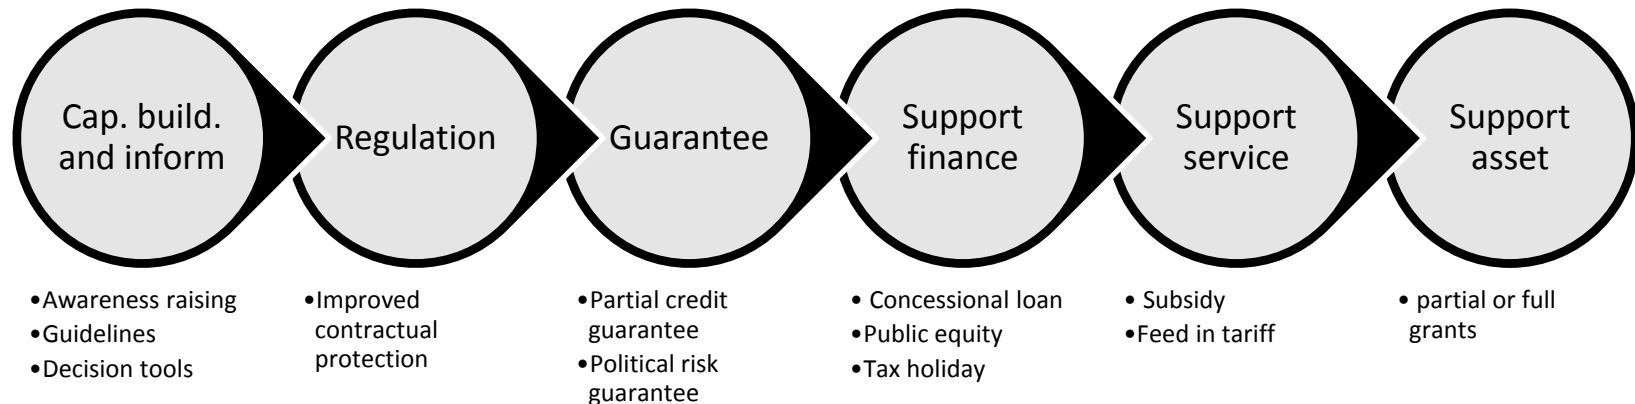 Cap. build.
and inform
Regulation
Guarantee
Support
finance
Support
service
Support
asset
•Awareness raising
•Guidelines
•Decision tools
•Improved
contractual
protection
•Partial credit
guarantee
•Political risk
guarantee
• Concessional loan
•Public equity
•Tax holiday
• Subsidy
•Feed in tariff
• partial or full
grants